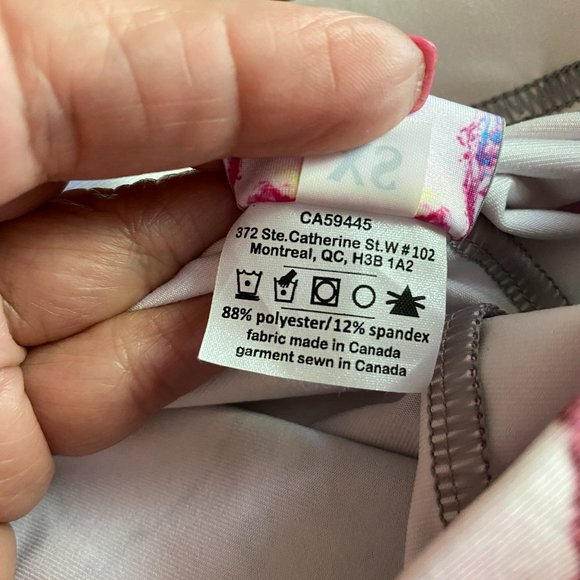 XS
CA59445
372 Ste.Catherine St.W #102
Montreal, QC, H3B 1A2
88% polyester/12% spandex
fabric made in Canada
garment sewn in Canada